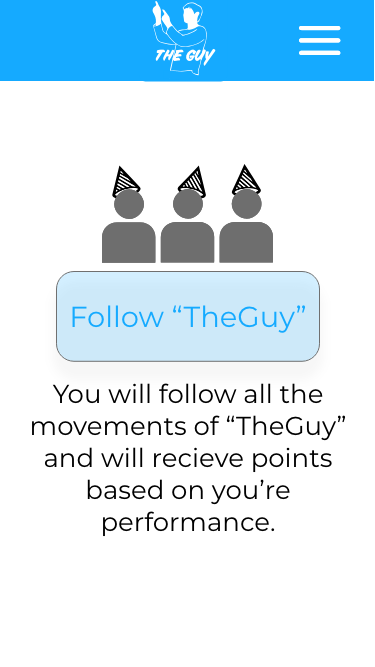 THE GUY
Follow “TheGuy”
You will follow all the
movements of “TheGuy”
and will recieve points
based on you’re
performance.